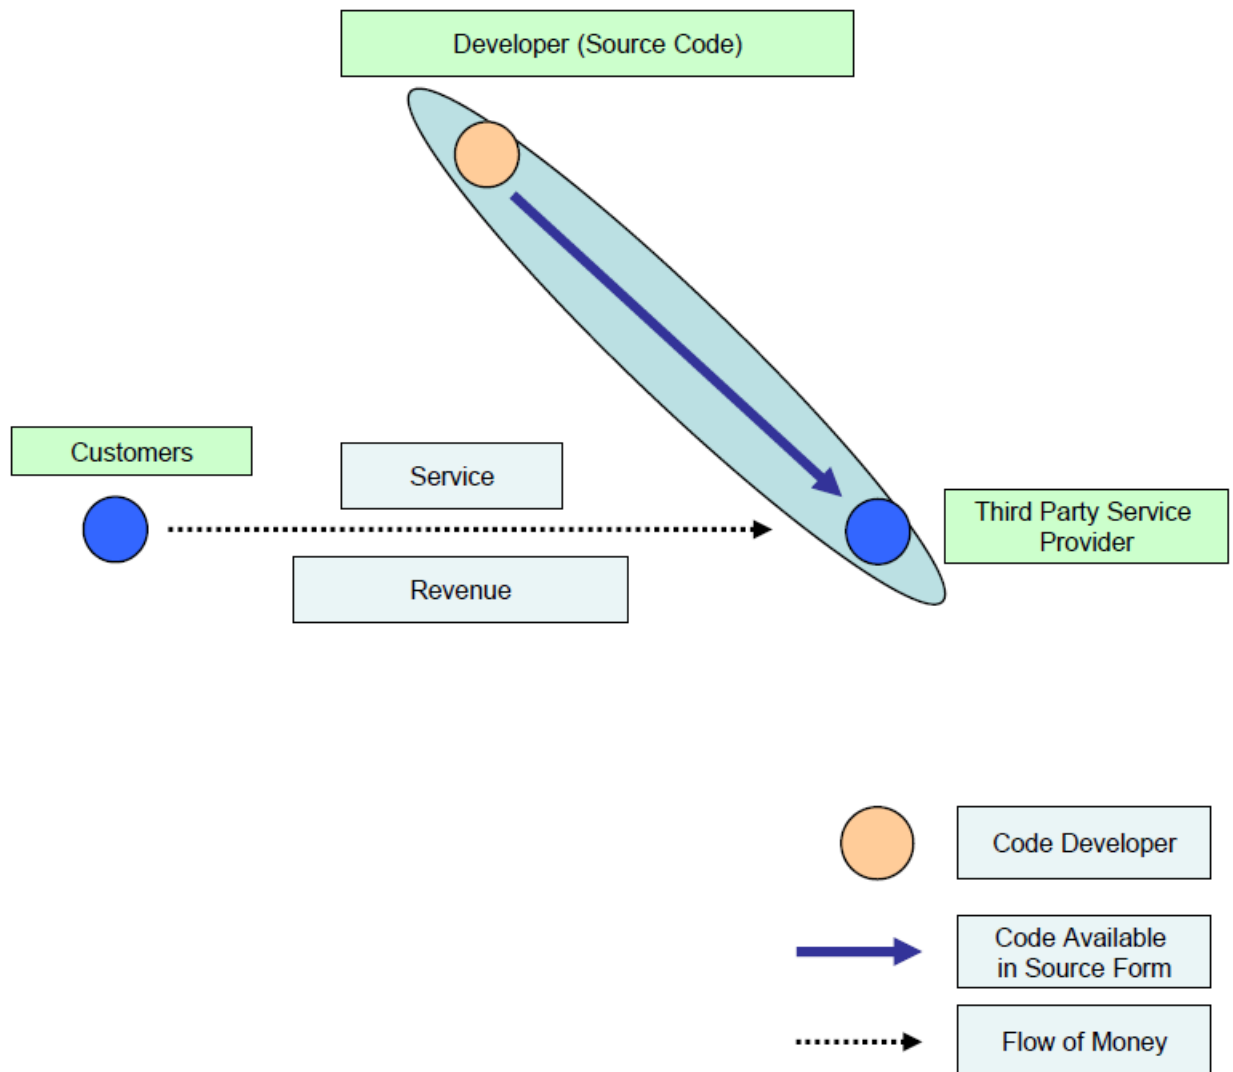 Developer (Source Code)
Customers
Service
Third Party Service
Provider
Revenue
Code Developer
Code Available
in Source Form
Flow of Money